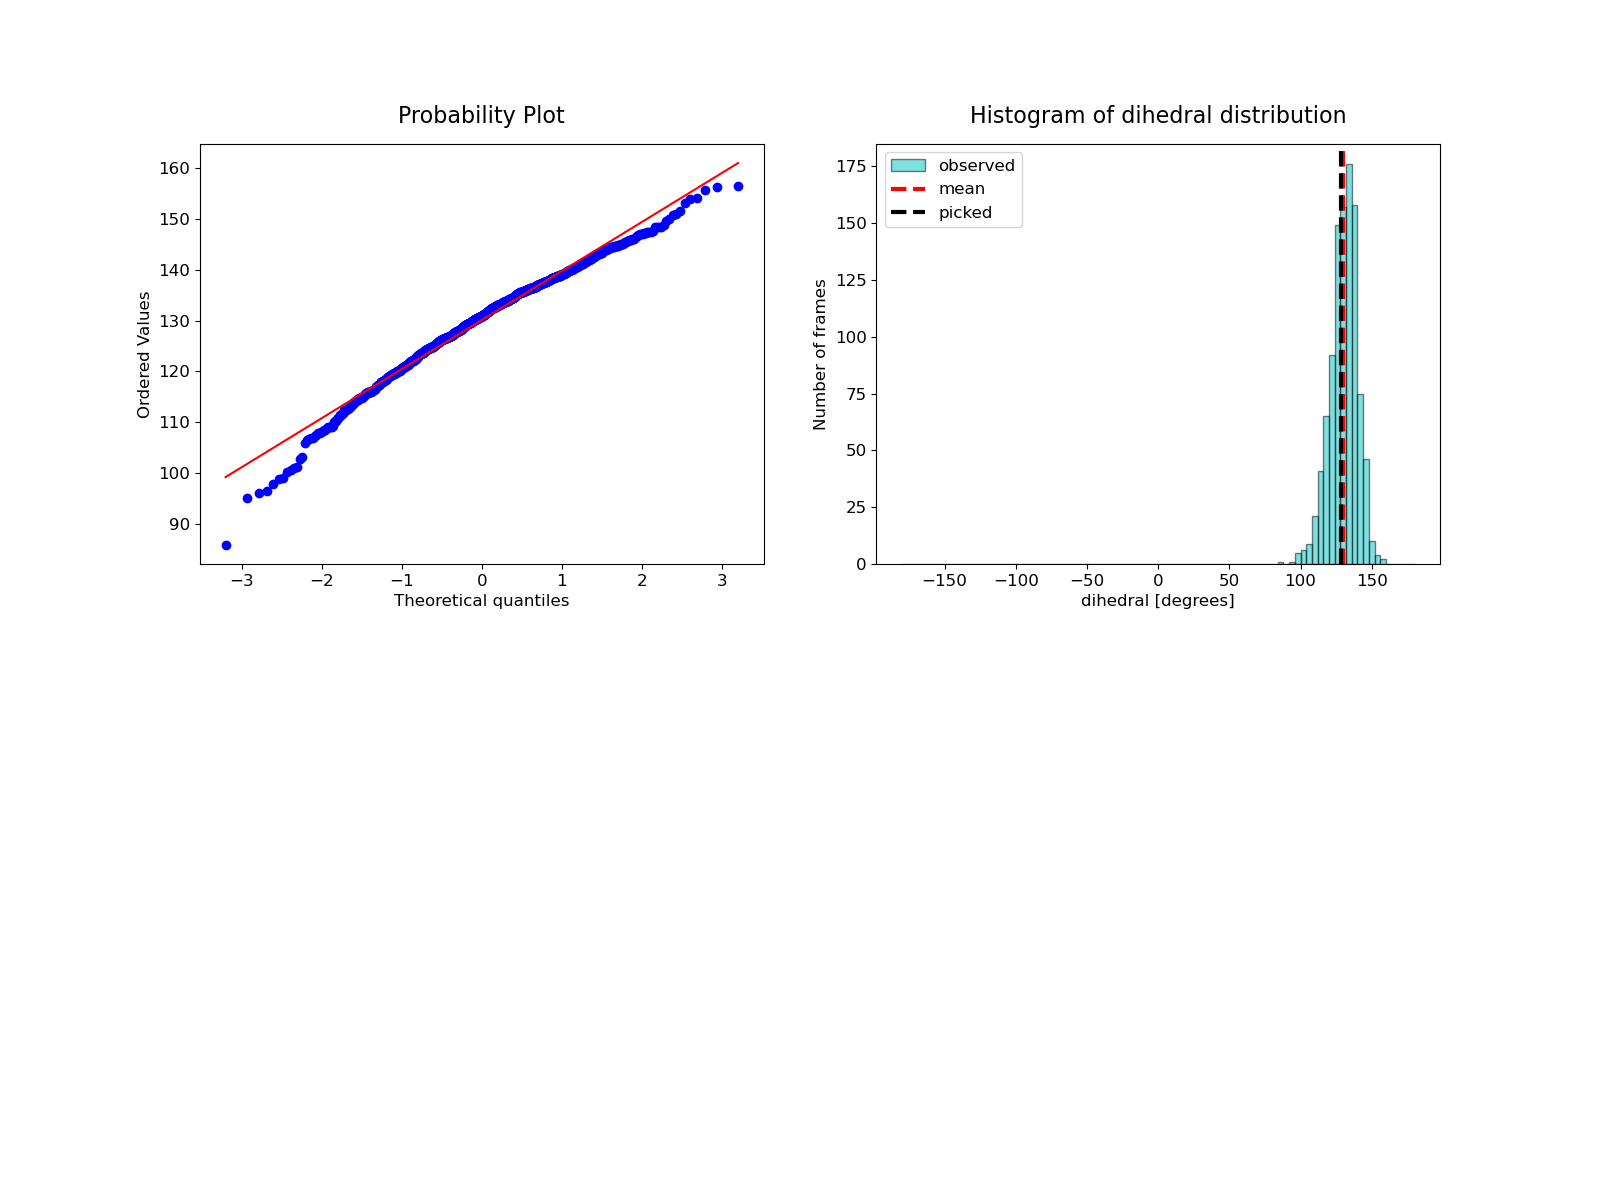 Probability Plot
Ordered Values
160
150
140
130
120
110
100
90
−3 −2 −1 0 1 2 3
Theoretical quantiles
Histogram of dihedral distribution
observed
mean
picked
Number of frames
175
150
125
100
75
50
25
0
−150 −100 −50 0 50 100 150
dihedral [degrees]